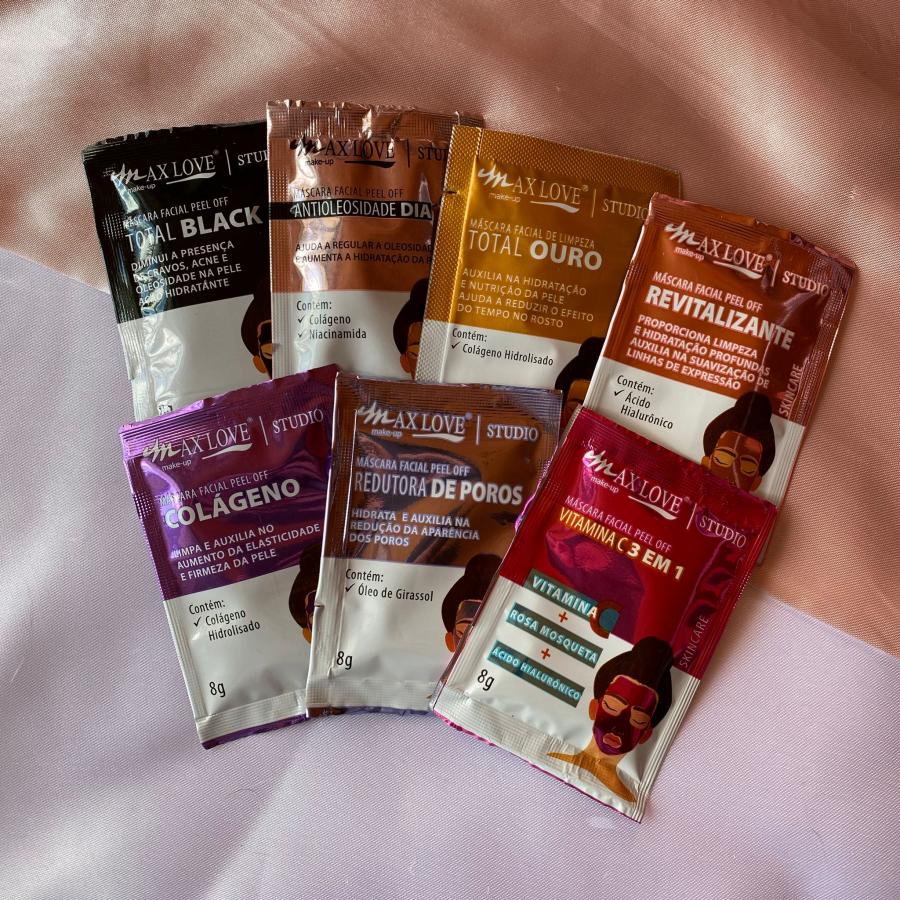 MAX LOVE® | STUDIO
make-up
MÁSCARA FACIAL PEEL OFF
TOTAL BLACK
DIMINUI A PRESENÇA
DE CRAVOS, ACNE E
OLEOSIDADE NA PELE
AÇÃO HIDRATANTE
MAX LOVE® | STU
make-up
MÁSCARA FACIAL PEEL OFF
ANTIOLEOSIDADE DIA
AJUDA A REGULAR A OLEOSIDAD
E AUMENTA A HIDRATAÇÃO DA P
Contém:
✓ Colágeno
✓ Niacinamida
MAX LOVE® | STUDIO
make-up
MÁSCARA FACIAL DE LIMPEZA
TOTAL OURO
AUXILIA NA HIDRATAÇÃO
E NUTRIÇÃO DA PELE
AJUDA A REDUZIR O EFEITO
DO TEMPO NO ROSTO
Contém:
✓ Colágeno Hidrolisado
MAX LOVE® | STUDIO
make-up
MÁSCARA FACIAL PEEL OFF
REVITALIZANTE
PROPORCIONA LIMPEZA
E HIDRATAÇÃO PROFUNDAS
AUXILIA NA SUAVIZAÇÃO DE
LINHAS DE EXPRESSÃO
Contém:
✓ Ácido
Hialurônico
SKINCARE
MAX LOVE® | STUDIO
make-up
MÁSCARA FACIAL PEEL OFF
COLÁGENO
LIMPA E AUXILIA NO
AUMENTO DA ELASTICIDADE
E FIRMEZA DA PELE
Contém:
✓ Colágeno
Hidrolisado
8g
MAX LOVE® | STUDIO
make-up
MÁSCARA FACIAL PEEL OFF
REDUTORA DE POROS
HIDRATA E AUXILIA NA
REDUÇÃO DA APARÊNCIA
DOS POROS
Contém:
✓ Óleo de Girassol
8g
MAX LOVE® | STUDIO
make-up
MÁSCARA FACIAL PEEL OFF
VITAMINA C 3 EM 1
VITAMINA C
+
ROSA MOSQUETA
+
ÁCIDO HIALURÔNICO
8g
SKINCARE